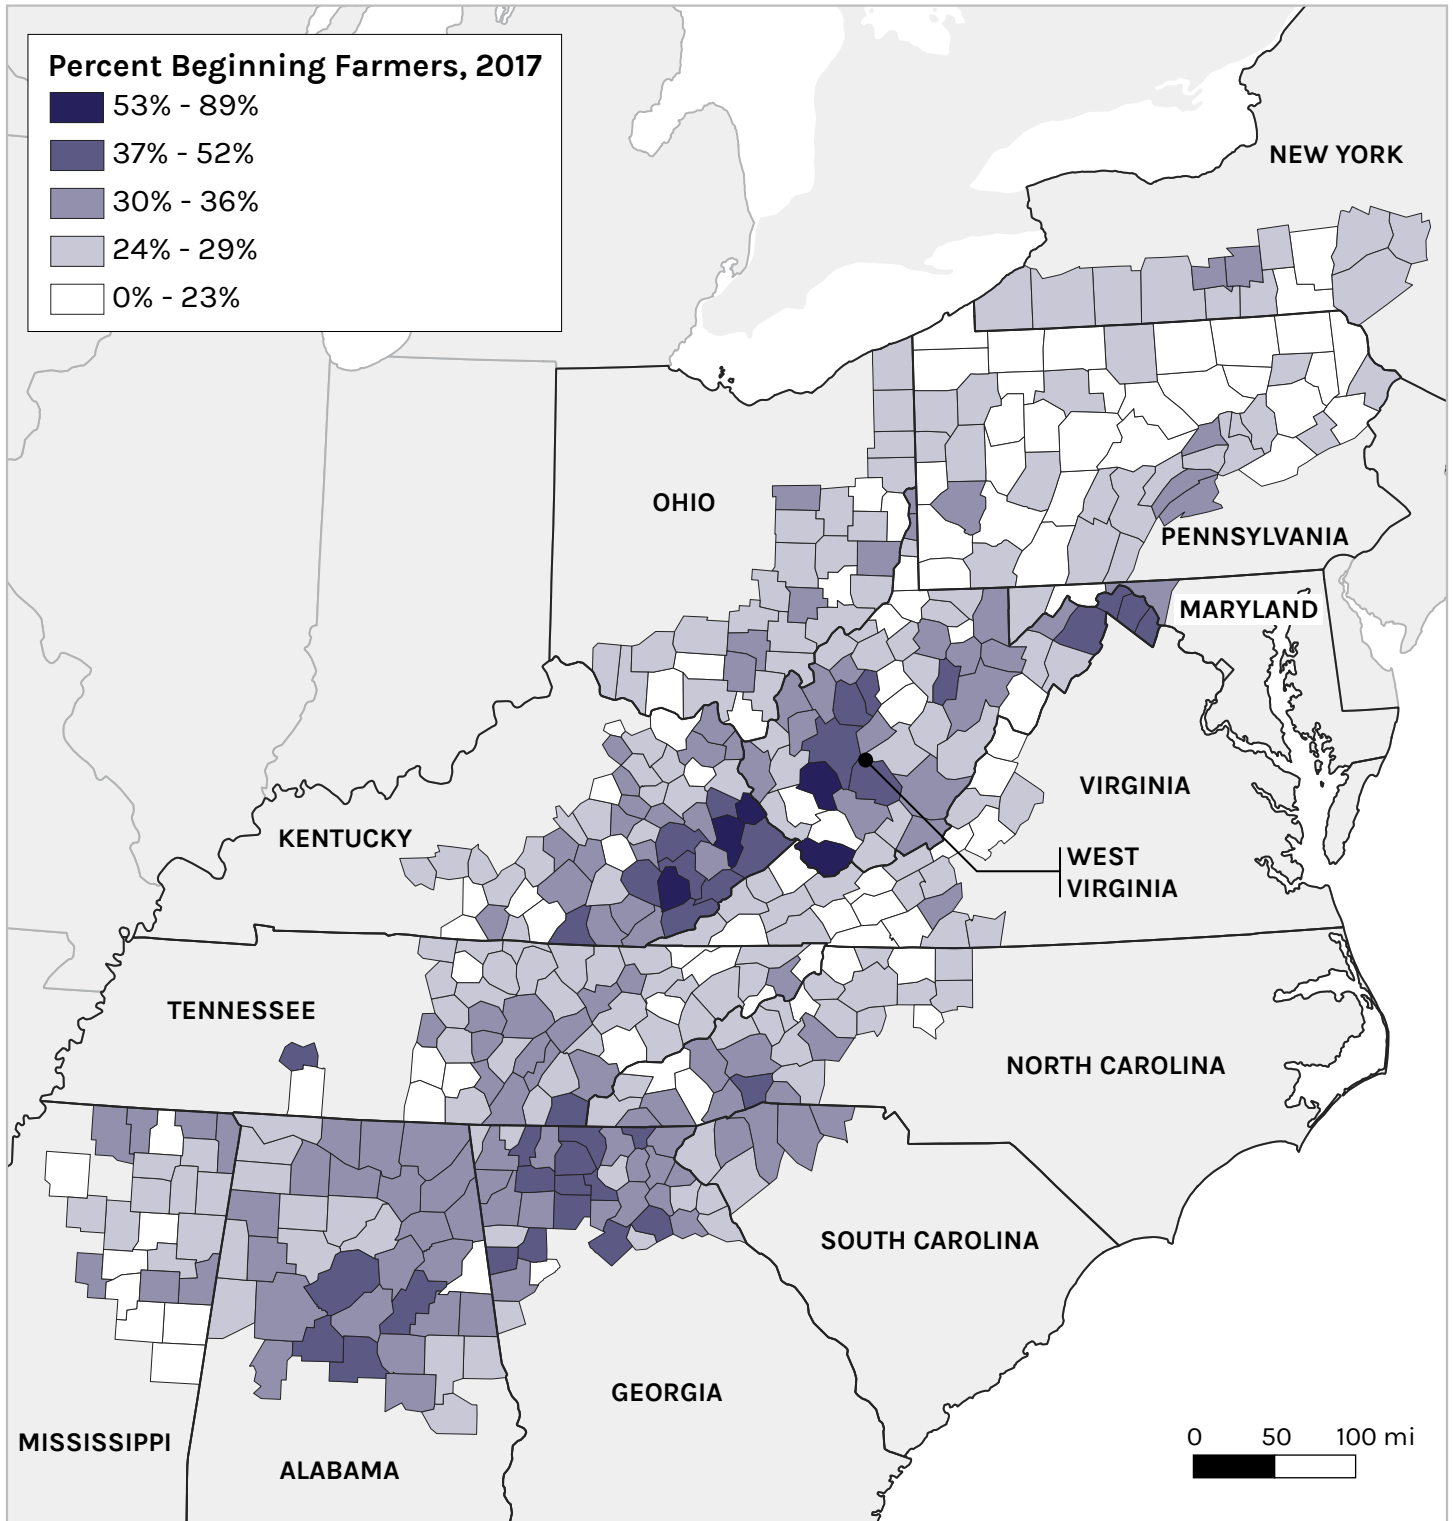 Percent Beginning Farmers, 2017
53% - 89%
37% - 52%
30% - 36%
24% - 29%
0% - 23%
NEW YORK
OHIO
PENNSYLVANIA
MARYLAND
VIRGINIA
KENTUCKY
WEST
VIRGINIA
TENNESSEE
NORTH CAROLINA
SOUTH CAROLINA
GEORGIA
MISSISSIPPI
ALABAMA
0 50 100 mi